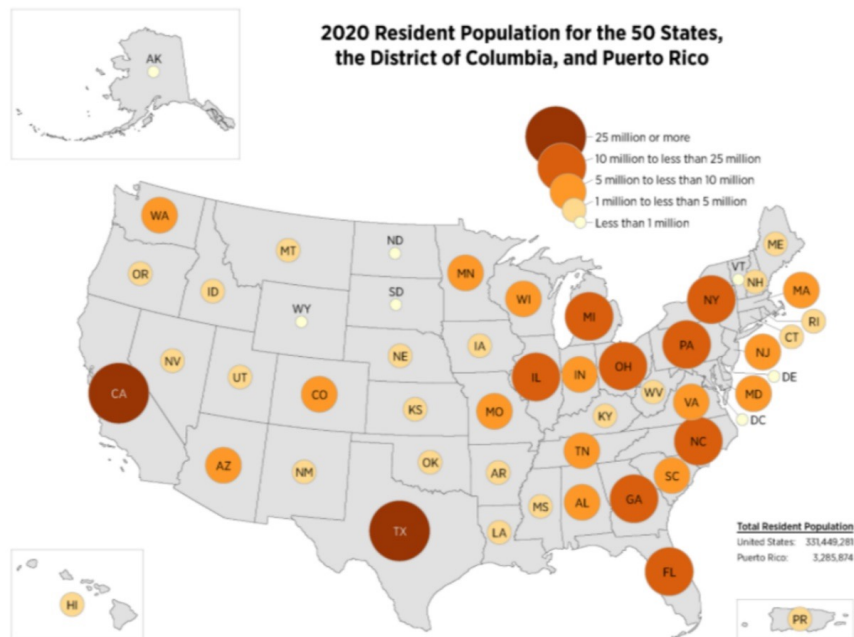 2020 Resident Population for the 50 States,
the District of Columbia, and Puerto Rico
AK
25 million or more
10 million to less than 25 million
5 million to less than 10 million
1 million to less than 5 million
Less than 1 million
WA
MT
ND
MN
ME
VT
NH
OR
ID
SD
WI
NY
MA
WY
MI
RI
CT
NV
UT
NE
IA
PA
NJ
CA
CO
IL
IN
OH
DE
KS
MO
WV
VA
MD
KY
DC
AZ
NM
OK
AR
TN
NC
SC
TX
LA
MS
AL
GA
FL
HI
Total Resident Population
United States: 331,449,281
Puerto Rico: 3,285,874
PR